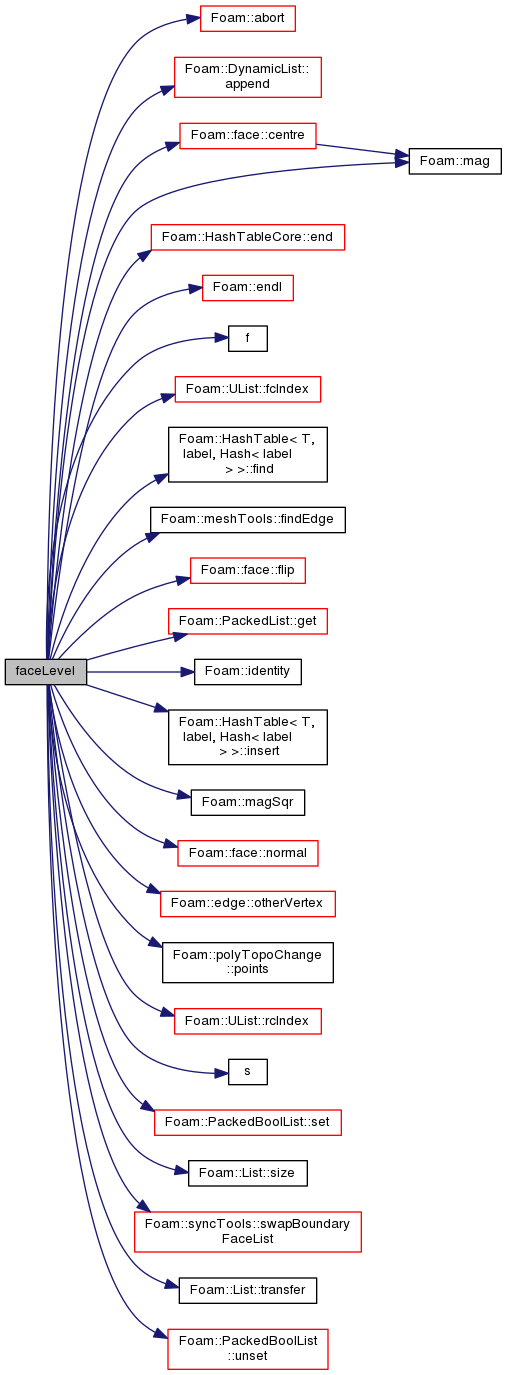 Foam::abort
Foam::DynamicList::
append
Foam::face::centre
Foam::mag
Foam::HashTableCore::end
Foam::endl
f
Foam::UList::fcIndex
Foam::HashTable< T,
label, Hash< label
> >::find
Foam::meshTools::findEdge
Foam::face::flip
Foam::PackedList::get
faceLevel
Foam::identity
Foam::HashTable< T,
label, Hash< label
> >::insert
Foam::magSqr
Foam::face::normal
Foam::edge::otherVertex
Foam::polyTopoChange
::points
Foam::UList::rcIndex
s
Foam::PackedBoolList::set
Foam::List::size
Foam::syncTools::swapBoundary
FaceList
Foam::List::transfer
Foam::PackedBoolList
::unset